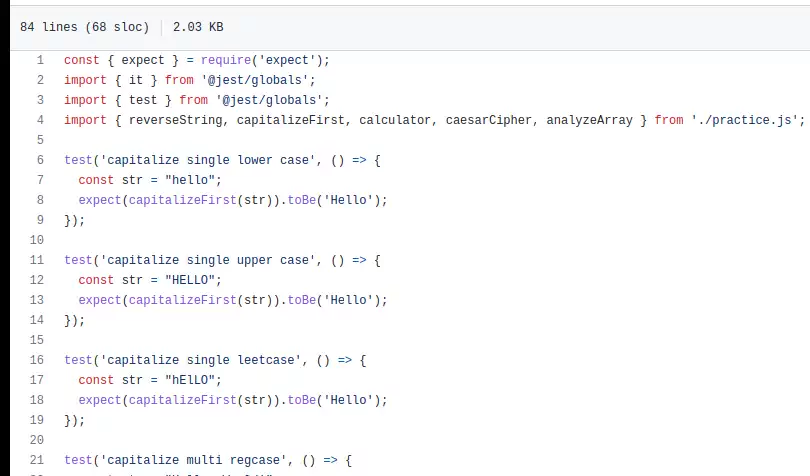 84 lines (68 sloc) 2.03 KB
1 const { expect } = require('expect');
2 import { it } from '@jest/globals';
3 import { test } from '@jest/globals';
4 import { reverseString, capitalizeFirst, calculator, caesarCipher, analyzeArray } from './practice.js';
5
6 test('capitalize single lower case', () => {
7 const str = "hello";
8 expect(capitalizeFirst(str)).toBe('Hello');
9 });
10
11 test('capitalize single upper case', () => {
12 const str = "HELLO";
13 expect(capitalizeFirst(str)).toBe('Hello');
14 });
15
16 test('capitalize single leetcase', () => {
17 const str = "hElLO";
18 expect(capitalizeFirst(str)).toBe('Hello');
19 });
20
21 test('capitalize multi regcase', () => {